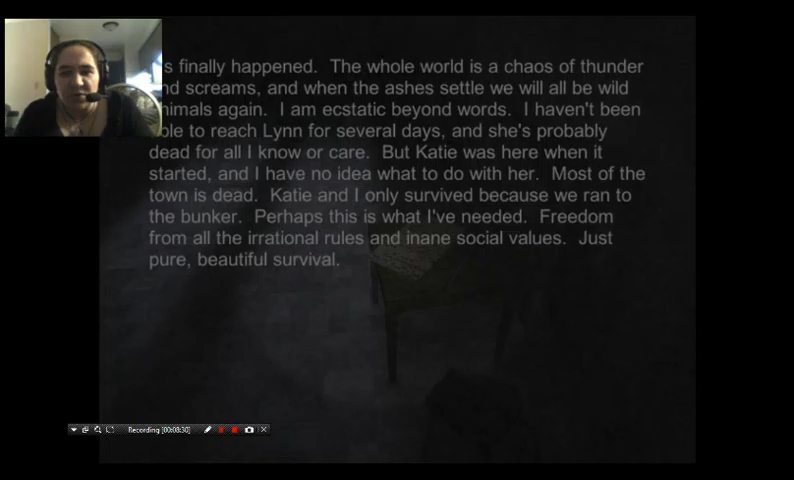 s finally happened.  The whole world is a chaos of thunder
nd screams, and when the ashes settle we will all be wild
nimals again.  I am ecstatic beyond words.  I haven't been
ble to reach Lynn for several days, and she's probably
dead for all I know or care.  But Katie was here when it
started, and I have no idea what to do with her.  Most of the
town is dead.  Katie and I only survived because we ran to
the bunker.  Perhaps this is what I've needed.  Freedom
from all the irrational rules and inane social values.  Just
pure, beautiful survival.
Recording [00:08:30]